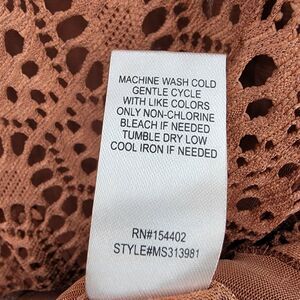 MACHINE WASH COLD
GENTLE CYCLE
WITH LIKE COLORS
ONLY NON-CHLORINE
BLEACH IF NEEDED
TUMBLE DRY LOW
COOL IRON IF NEEDED
RN#154402
STYLE#MS313981